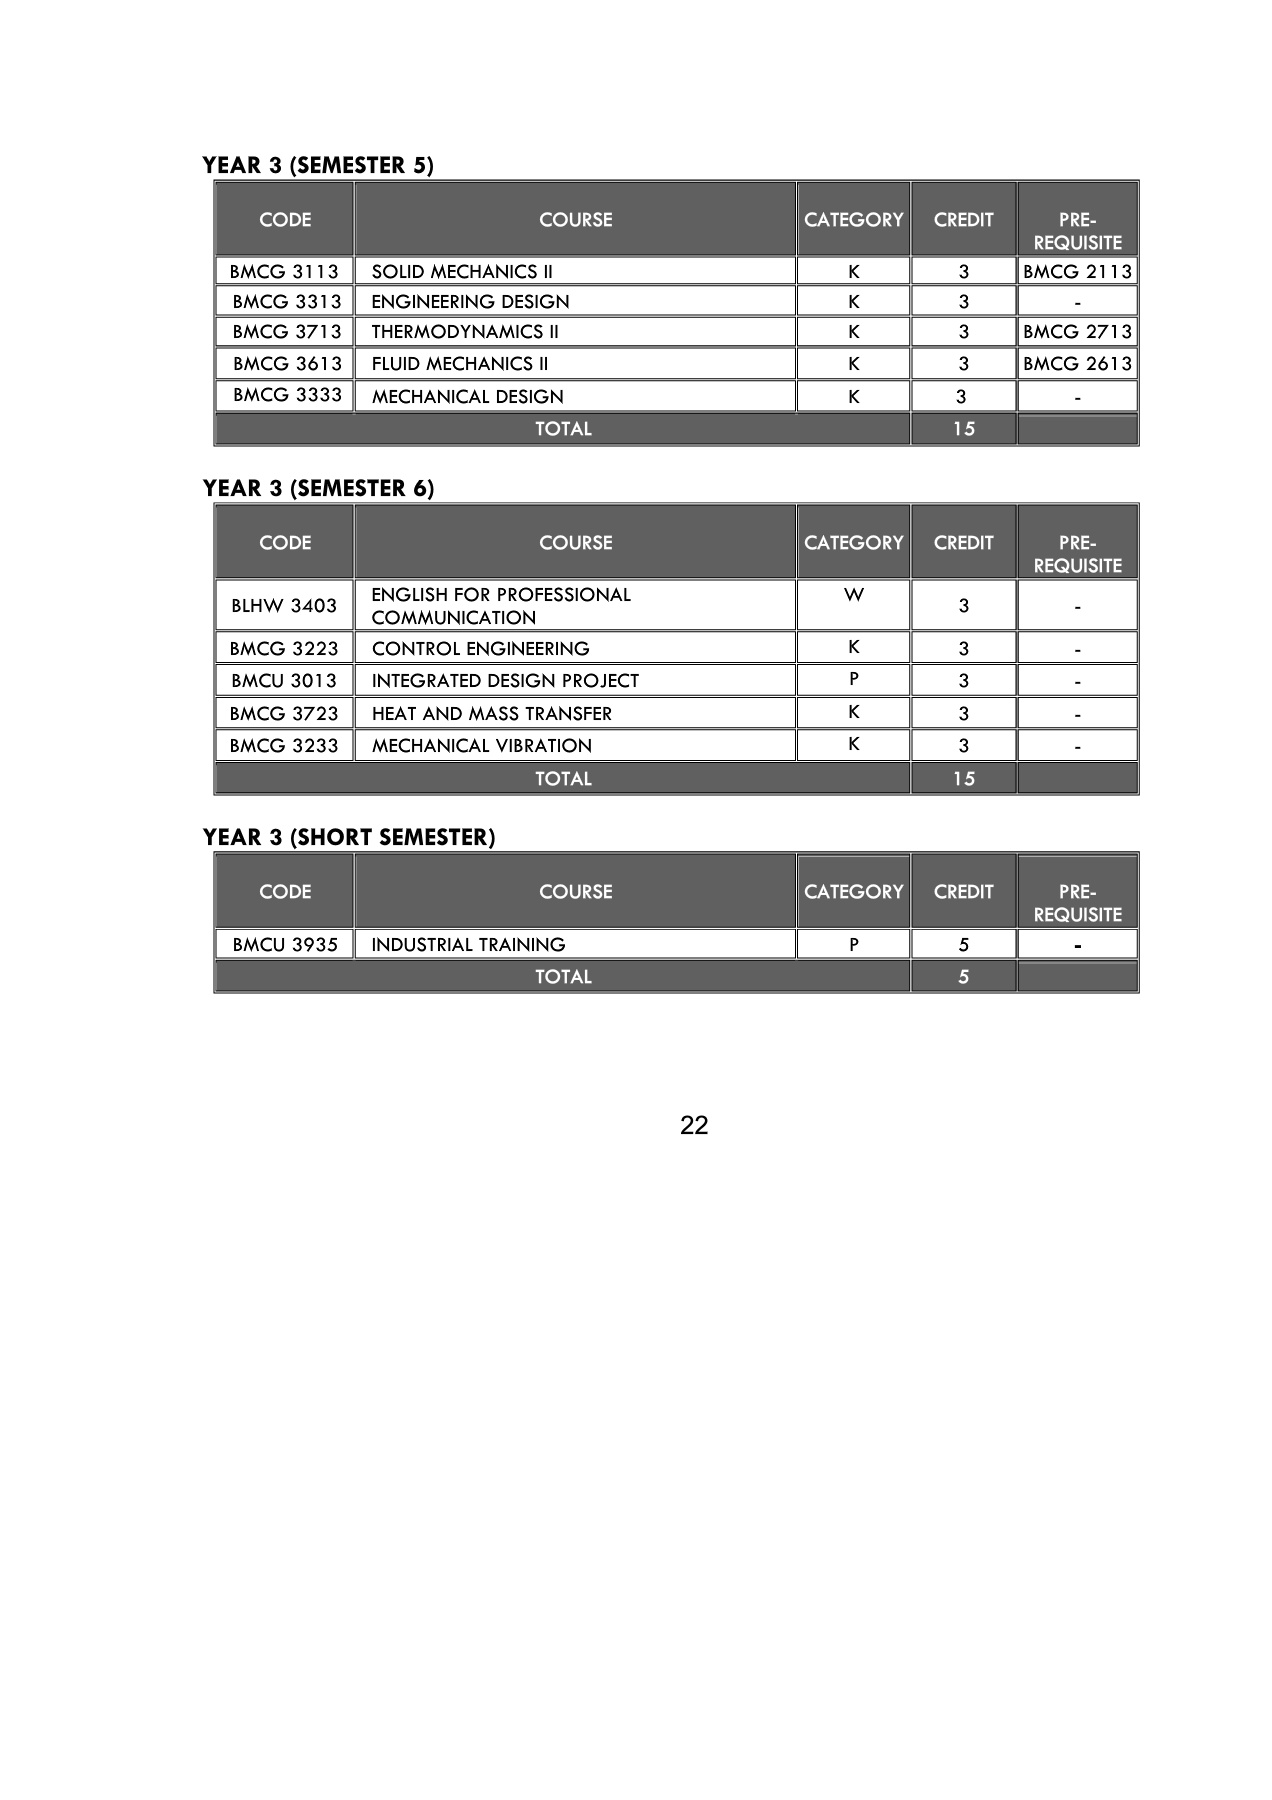 YEAR 3 (SEMESTER 5)
CODE COURSE CATEGORY CREDIT PRE-
REQUISITE
BMCG 3113 SOLID MECHANICS II K 3 BMCG 2113
BMCG 3313 ENGINEERING DESIGN K 3 -
BMCG 3713 THERMODYNAMICS II K 3 BMCG 2713
BMCG 3613 FLUID MECHANICS II K 3 BMCG 2613
BMCG 3333 MECHANICAL DESIGN K 3 -
TOTAL 15
YEAR 3 (SEMESTER 6)
CODE COURSE CATEGORY CREDIT PRE-
REQUISITE
BLHW 3403 ENGLISH FOR PROFESSIONAL
COMMUNICATION W 3 -
BMCG 3223 CONTROL ENGINEERING K 3 -
BMCU 3013 INTEGRATED DESIGN PROJECT P 3 -
BMCG 3723 HEAT AND MASS TRANSFER K 3 -
BMCG 3233 MECHANICAL VIBRATION K 3 -
TOTAL 15
YEAR 3 (SHORT SEMESTER)
CODE COURSE CATEGORY CREDIT PRE-
REQUISITE
BMCU 3935 INDUSTRIAL TRAINING P 5 -
TOTAL 5
22